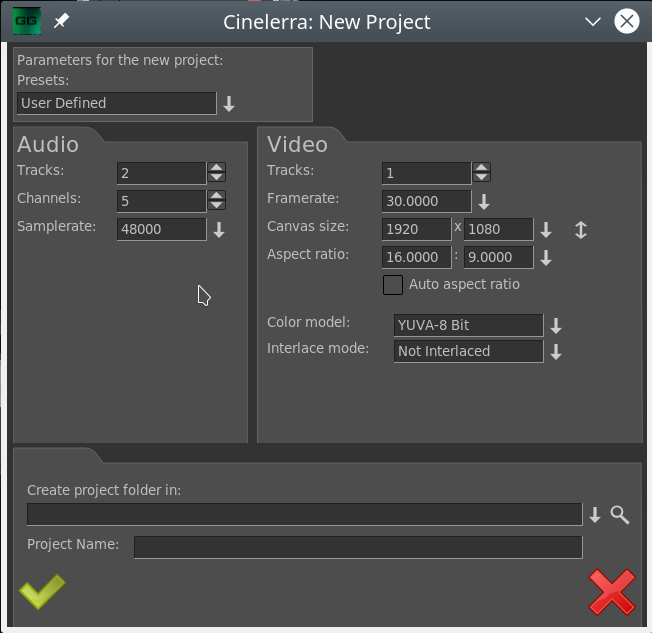 GG
Cinelerra: New Project
Parameters for the new project:
Presets:
User Defined
Audio
Tracks: 2
Channels: 5
Samplerate: 48000
Video
Tracks: 1
Framerate: 30.0000
Canvas size: 1920 x 1080
Aspect ratio: 16.0000 : 9.0000
Auto aspect ratio
Color model: YUVA-8 Bit
Interlace mode: Not Interlaced
Create project folder in:
Project Name: